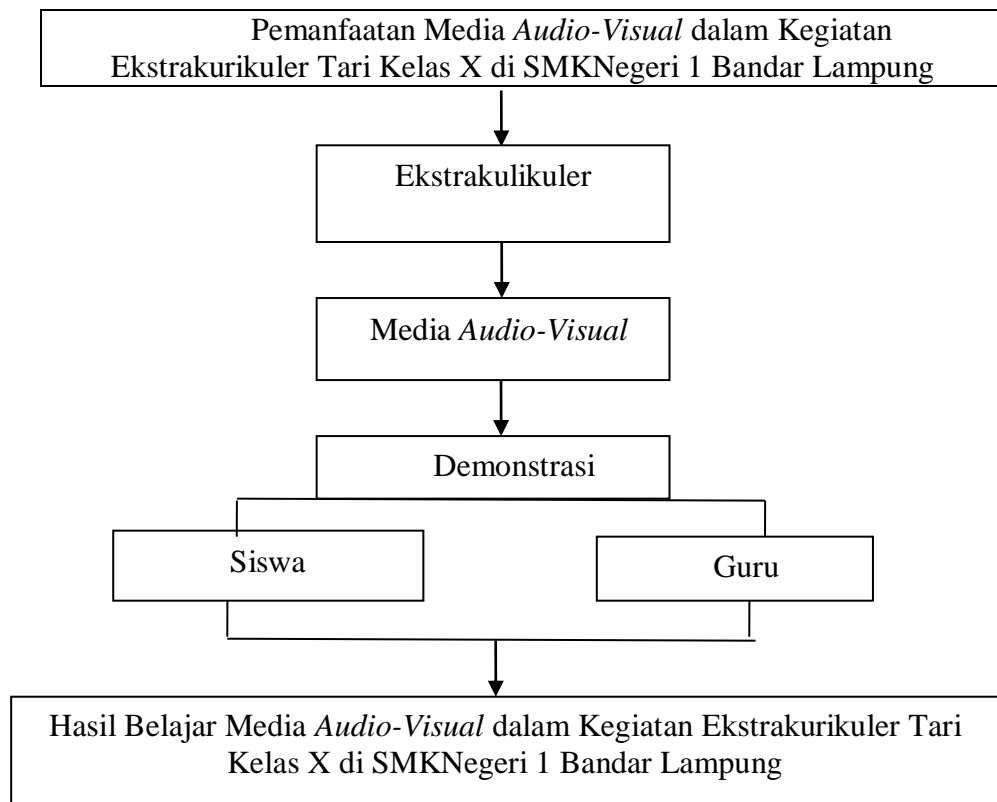 Pemanfaatan Media Audio-Visual dalam Kegiatan
Ekstrakurikuler Tari Kelas X di SMKNegeri 1 Bandar Lampung
Ekstrakulikuler
Media Audio-Visual
Demonstrasi
Siswa
Guru
Hasil Belajar Media Audio-Visual dalam Kegiatan Ekstrakurikuler Tari
Kelas X di SMKNegeri 1 Bandar Lampung